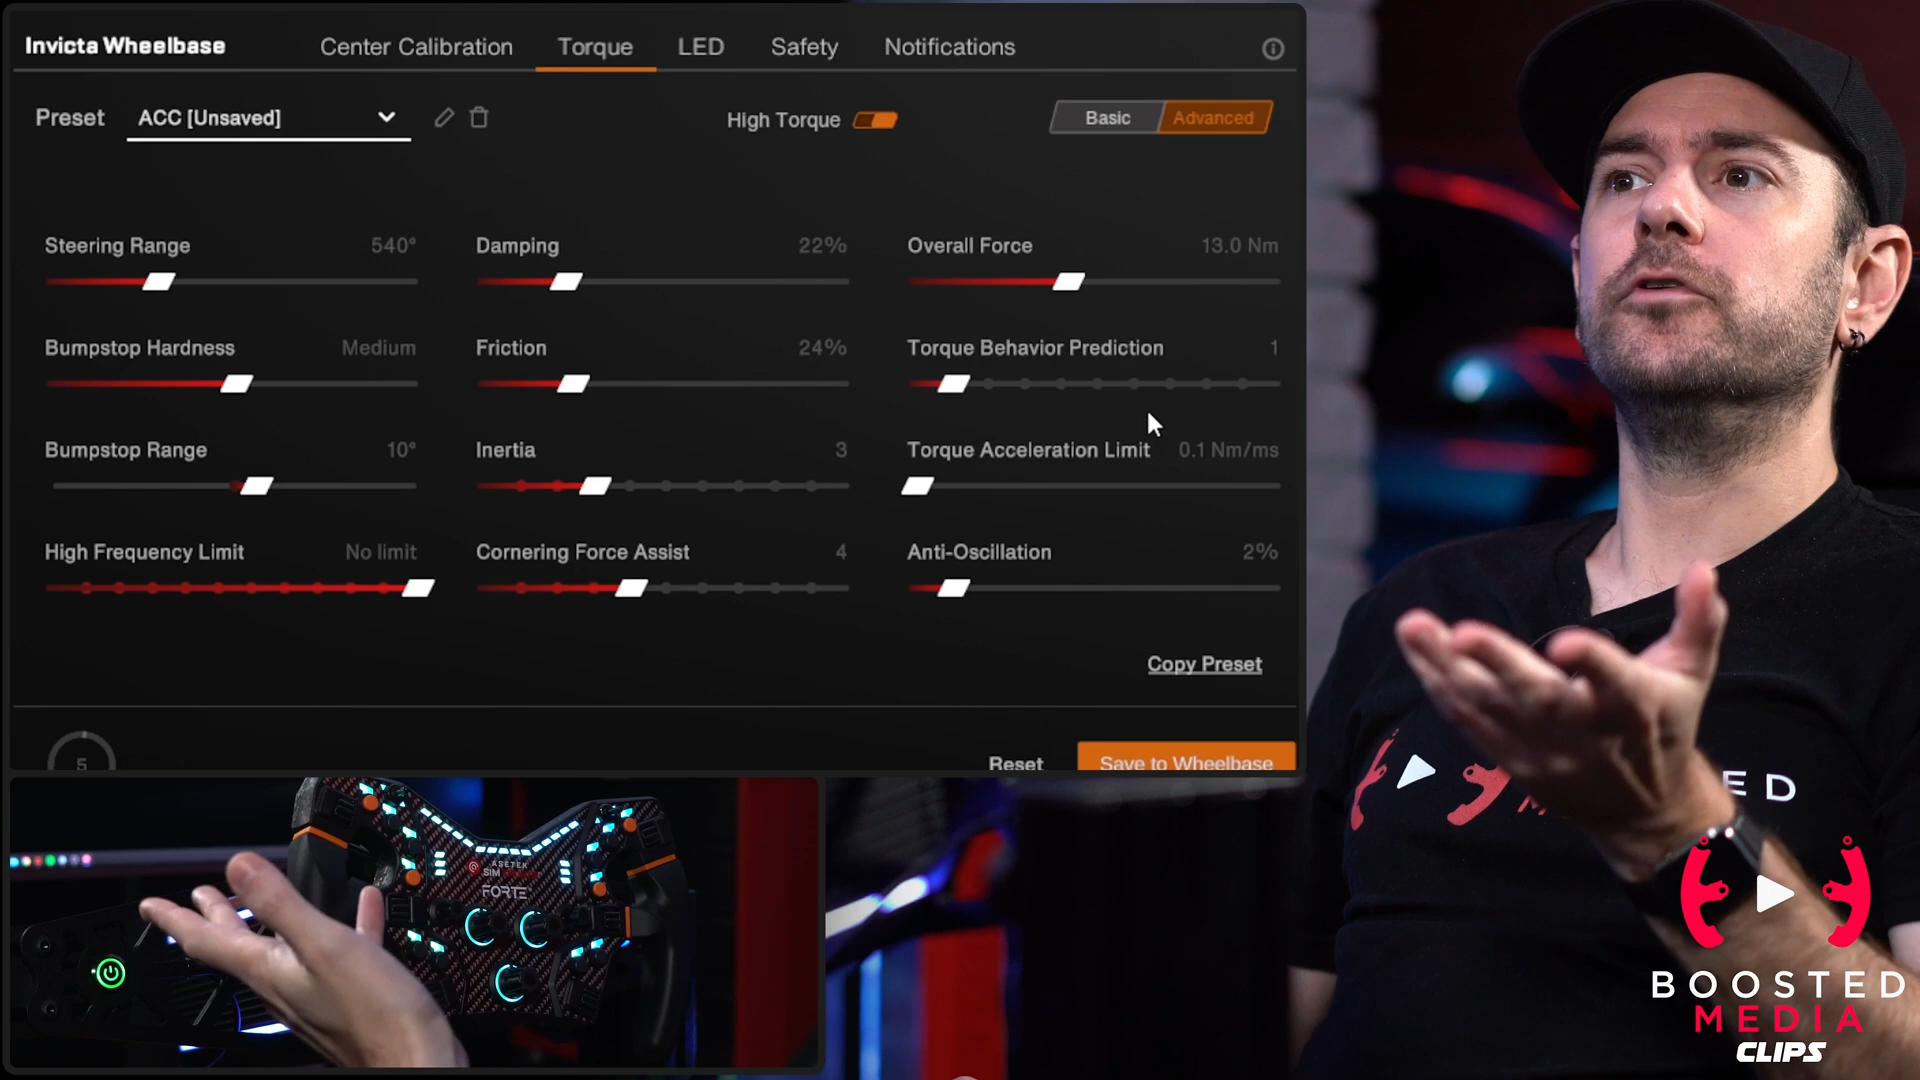 Invicta Wheelbase Center Calibration Torque LED Safety Notifications
Preset ACC [Unsaved] High Torque Basic Advanced
Steering Range 540° Damping 22% Overall Force 13.0 Nm
Bumpstop Hardness Medium Friction 24% Torque Behavior Prediction 1
Bumpstop Range 10° Inertia 3 Torque Acceleration Limit 0.1 Nm/ms
High Frequency Limit No limit Cornering Force Assist 4 Anti-Oscillation 2%
Copy Preset
5 Reset Save to Wheelbase
ASETEK
SIM
FORTE
ED
BOOSTED
MEDIA
CLIPS